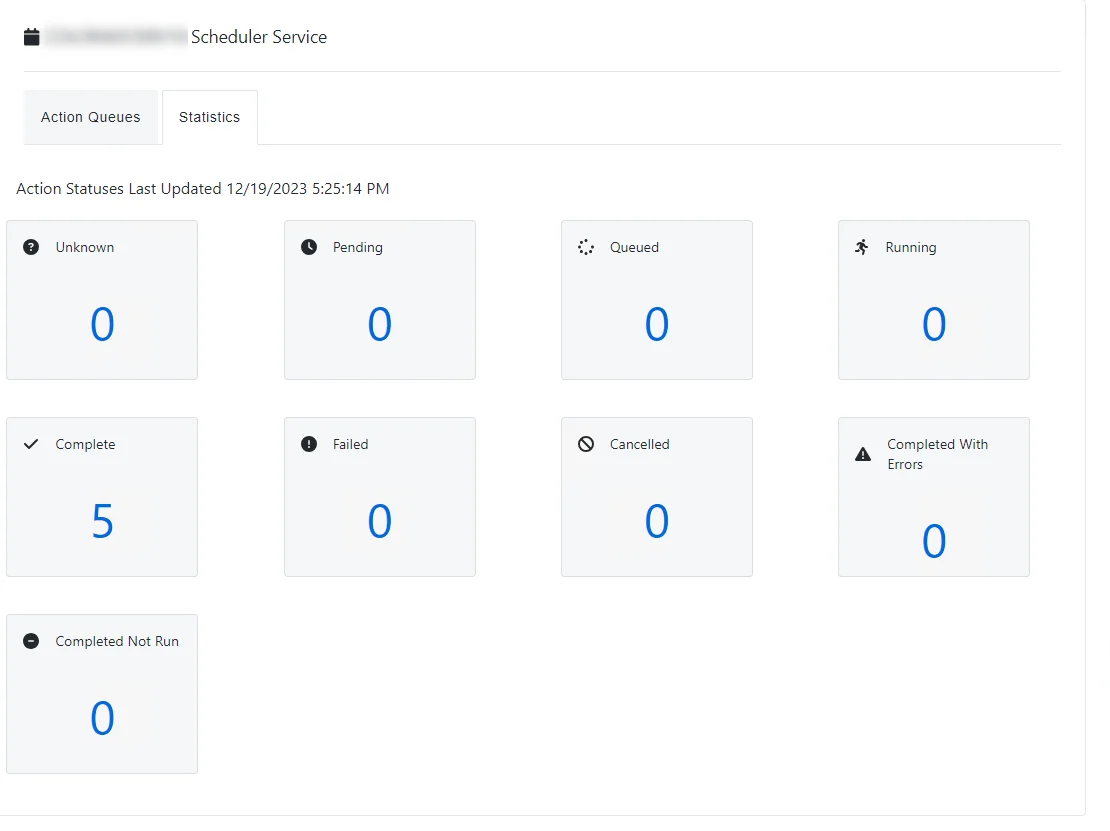 Scheduler Service
Action Queues Statistics
Action Statuses Last Updated 12/19/2023 5:25:14 PM
Unknown
0
Pending
0
Queued
0
Running
0
Complete
5
Failed
0
Cancelled
0
Completed With
Errors
0
Completed Not Run
0